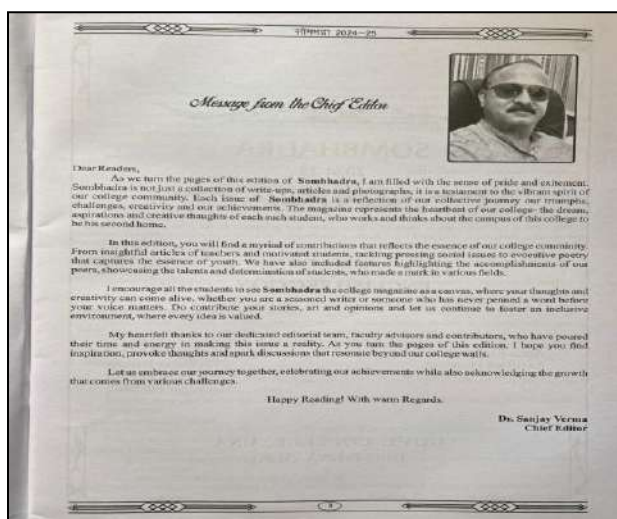 सोनभद्रा 2024-25
Message from the Chief Editor
Dear Readers,
As we turn the pages of this edition of Sombhadra, I am filled with the sense of pride and exitement.
Sombhadra is not just a collection of write-ups, articles and photographs, it is a testament to the vibrant spirit of
our college community. Each issue of Sombhadra is a reflection of our collective journey our triumphs,
challenges, creativity and our achievements. The magazine represents the heartbeat of our college- the dream,
aspirations and creative thoughts of each such student, who works and thinks about the campus of this college to
be his second home.
In this edition, you will find a myriad of contributions that reflects the essence of our college community.
From insightful articles of teachers and motivated students, tackling pressing social issues to evocative poetry
that captures the essence of youth. We have also included features highlighting the accomplishments of our
peers, showcasing the talents and determination of students, who made a mark in various fields.
I encourage all the students to see Sombhadra the college magazine as a canvas, where your thoughts and
creativity can come alive, whether you are a seasoned writer or someone who has never penned a word before
your voice matters. Do contribute your stories, art and opinions and let us continue to foster an inclusive
environment, where every idea is valued.
My heartfelt thanks to our dedicated editorial team, faculty advisors and contributors, who have poured
their time and energy in making this issue a reality. As you turn the pages of this edition. I hope you find
inspiration, provoke thoughts and spark discussions that resonate beyond our college walls.
Let us embrace our journey together, celebrating our achievements while also acknowledging the growth
that comes from various challenges.
Happy Reading! With warm Regards.
Dr. Sanjay Verma
Chief Editor